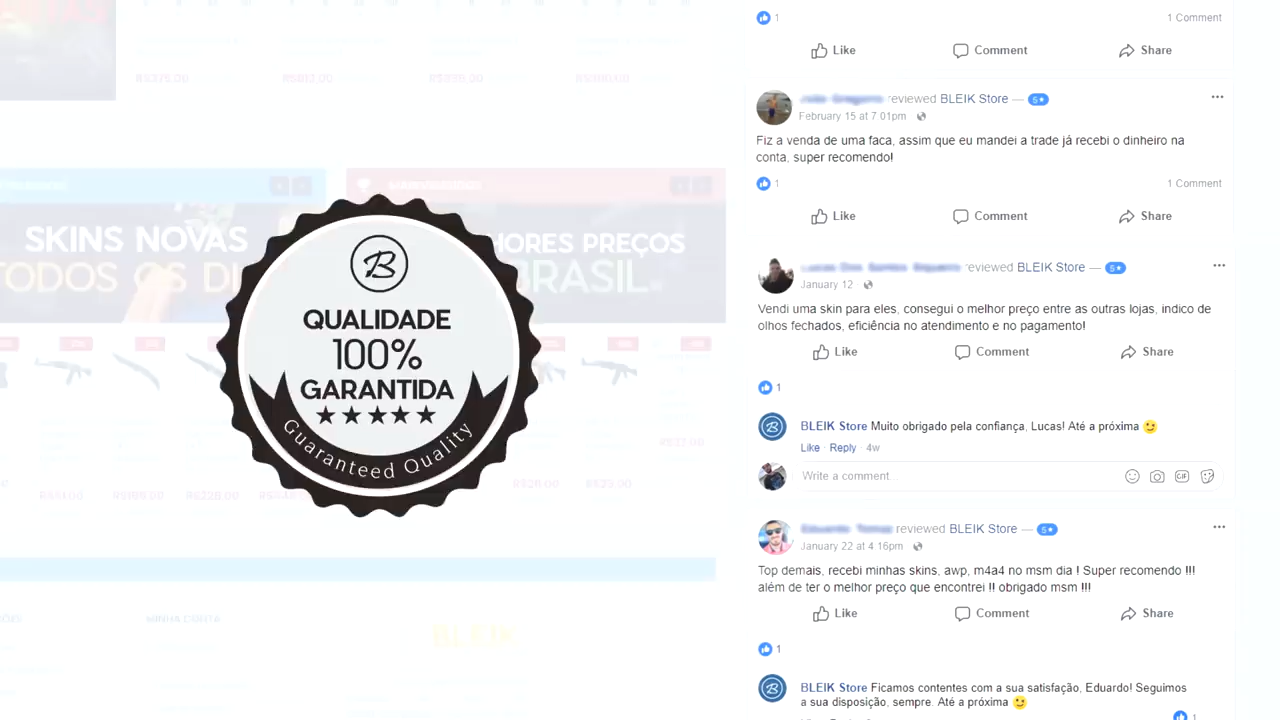 SKINS NOVAS
TODOS OS DI
HORES PREÇOS
BRASIL
B
QUALIDADE
100%
GARANTIDA
Guaranteed Quality
MINHA CONTA
BLEIK
1
1 Comment
Like Comment Share
reviewed BLEIK Store — 5★
February 15 at 7:01pm
Fiz a venda de uma faca, assim que eu mandei a trade já recebi o dinheiro na
conta, super recomendo!
1
1 Comment
Like Comment Share
reviewed BLEIK Store — 5★
January 12
Vendi uma skin para eles, consegui o melhor preço entre as outras lojas, indico de
olhos fechados, eficiência no atendimento e no pagamento!
Like Comment Share
1
BLEIK Store Muito obrigado pela confiança, Lucas! Até a próxima 😉
Like · Reply · 4w
Write a comment...
GIF
reviewed BLEIK Store — 5★
January 22 at 4:16pm
Top demais, recebi minhas skins, awp, m4a4 no msm dia ! Super recomendo !!!
além de ter o melhor preço que encontrei !! obrigado msm !!!
Like Comment Share
1
BLEIK Store Ficamos contentes com a sua satisfação, Eduardo! Seguimos
a sua disposição, sempre. Até a próxima 😉
1